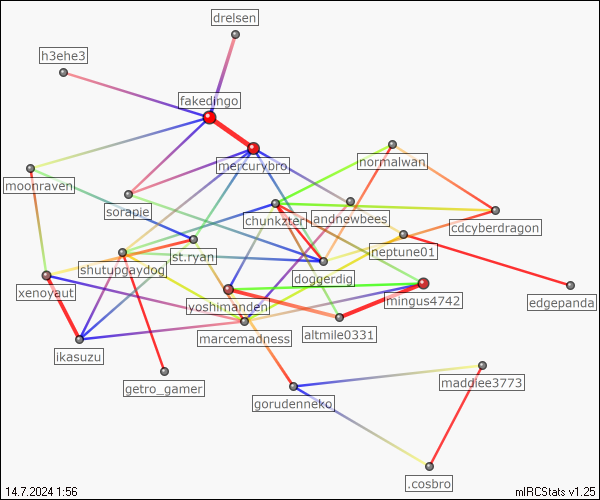 drelsen
h3ehe3
fakedingo
mercurybro
normalwan
moonraven
sorapie
chunkzter
andnewbees
cdcyberdragon
st.ryan
neptune01
shutupgaydog
doggerdig
xenoyaut
yoshimanden
mingus4742
edgepanda
marcemadness
altmile0331
ikasuzu
getro_gamer
maddiee3773
gorudenneko
.cosbro
14.7.2024 1:56
mIRCStats v1.25